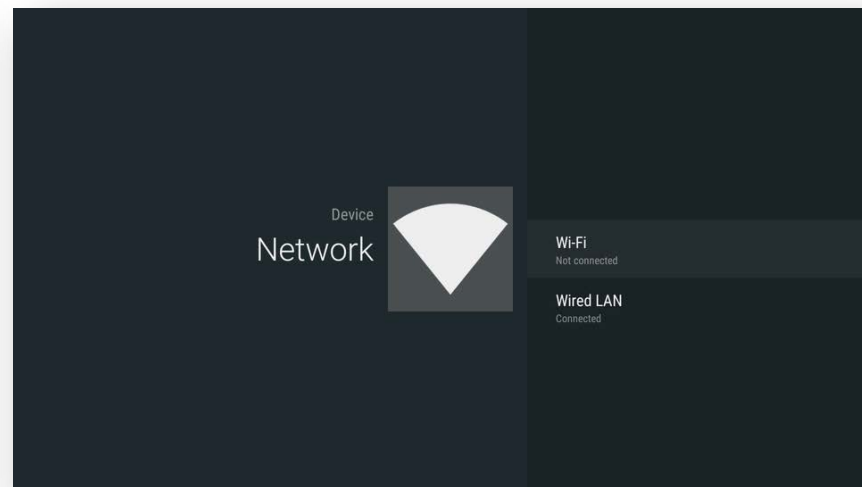 Device
Network
Wi-Fi
Not connected
Wired LAN
Connected